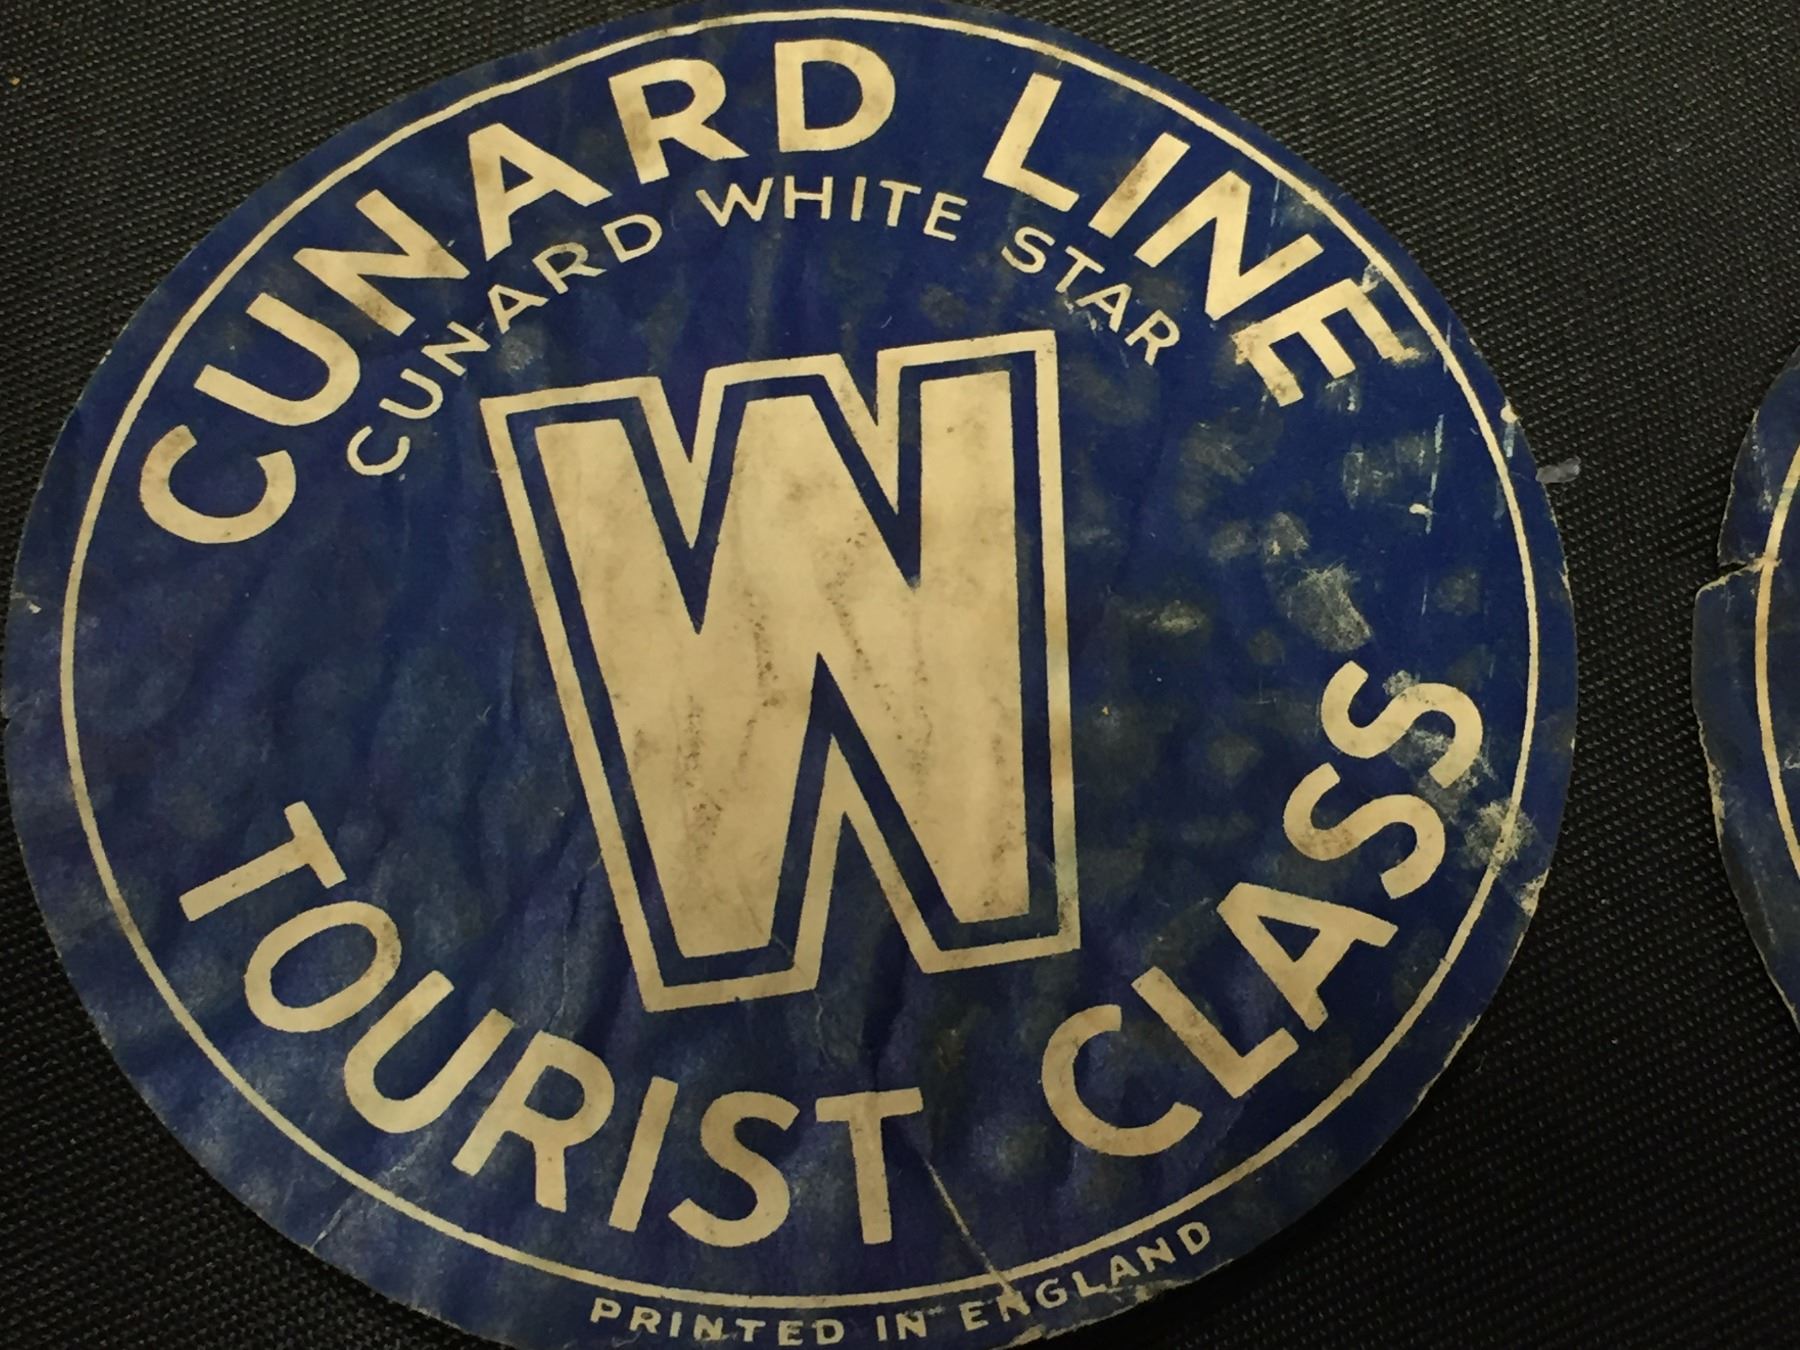 CUNARD LINE
CUNARD WHITE STAR
W
TOURIST CLASS
PRINTED IN ENGLAND